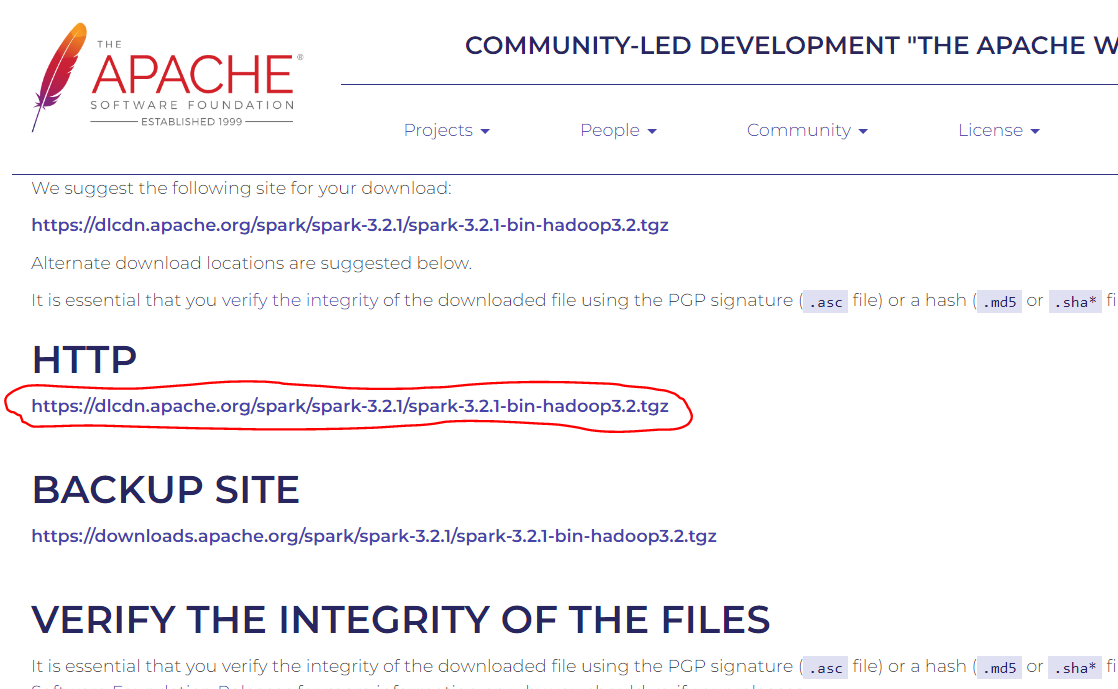 THE
APACHE®
SOFTWARE FOUNDATION
ESTABLISHED 1999
COMMUNITY-LED DEVELOPMENT "THE APACHE W
Projects People Community License
We suggest the following site for your download:
https://dlcdn.apache.org/spark/spark-3.2.1/spark-3.2.1-bin-hadoop3.2.tgz
Alternate download locations are suggested below.
It is essential that you verify the integrity of the downloaded file using the PGP signature ( .asc file) or a hash ( .md5 or .sha* fi
HTTP
https://dlcdn.apache.org/spark/spark-3.2.1/spark-3.2.1-bin-hadoop3.2.tgz
BACKUP SITE
https://downloads.apache.org/spark/spark-3.2.1/spark-3.2.1-bin-hadoop3.2.tgz
VERIFY THE INTEGRITY OF THE FILES
It is essential that you verify the integrity of the downloaded file using the PGP signature ( .asc file) or a hash ( .md5 or .sha* fi